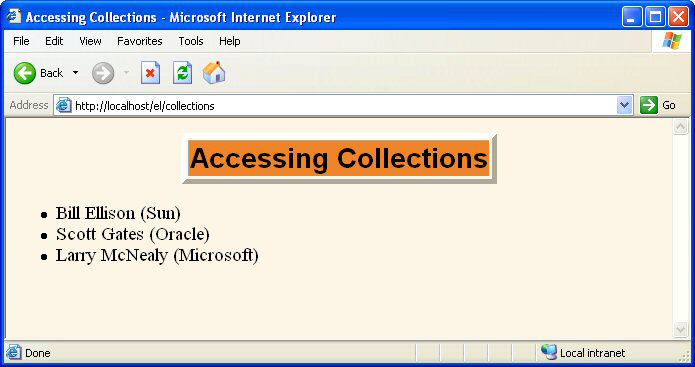 Accessing Collections - Microsoft Internet Explorer
File Edit View Favorites Tools Help
Back
Address http://localhost/el/collections Go
Accessing Collections
Bill Ellison (Sun)
Scott Gates (Oracle)
Larry McNealy (Microsoft)
Done Local intranet